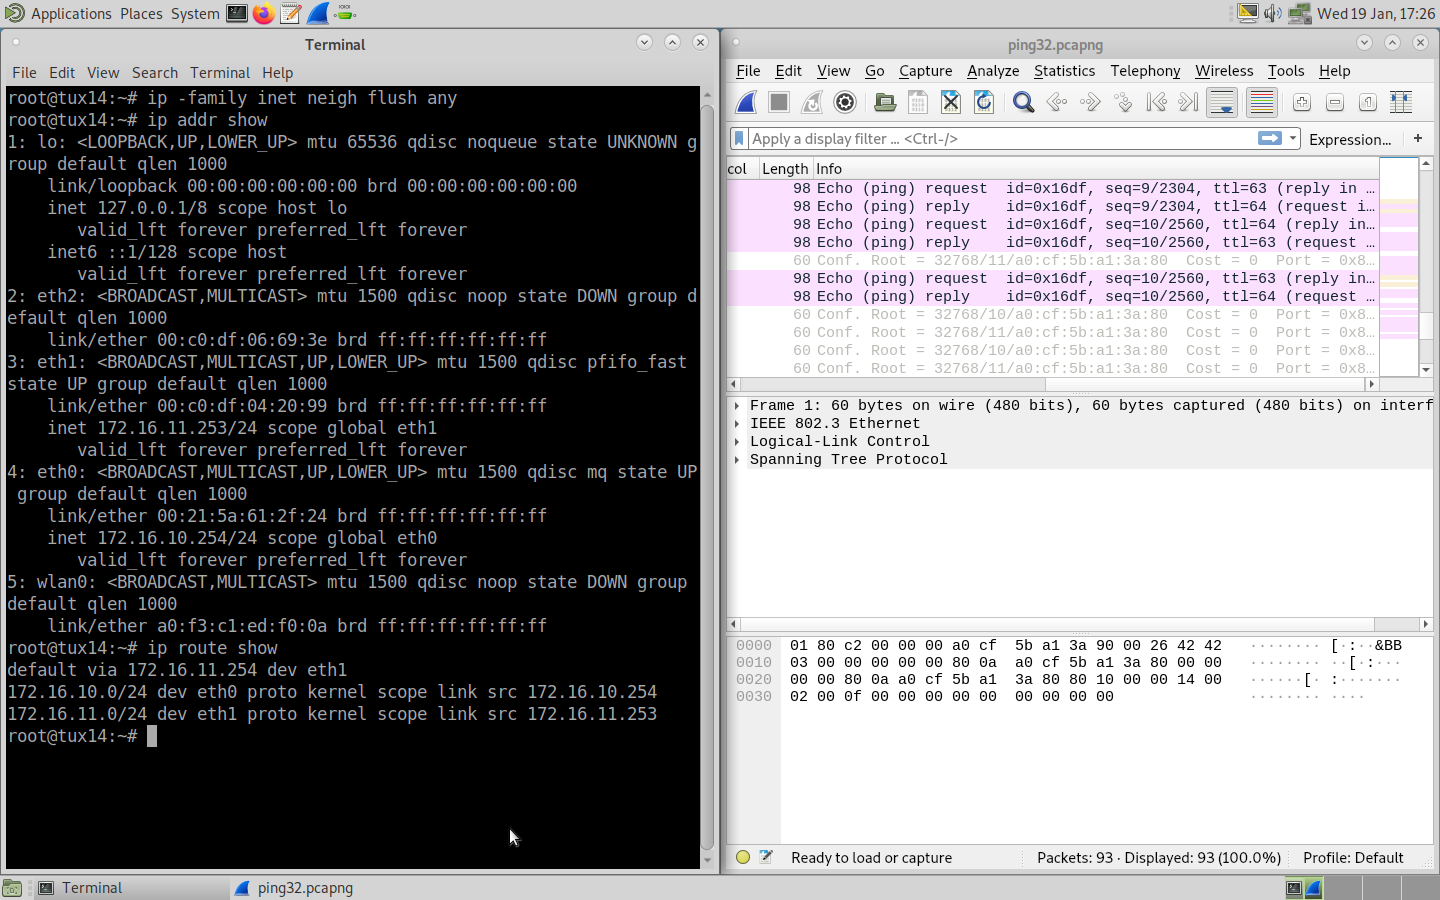 Applications Places System
Wed 19 Jan, 17:26
Terminal
File Edit View Search Terminal Help
root@tux14:~# ip -family inet neigh flush any
root@tux14:~# ip addr show
1: lo: <LOOPBACK,UP,LOWER_UP> mtu 65536 qdisc noqueue state UNKNOWN g
roup default qlen 1000
    link/loopback 00:00:00:00:00:00 brd 00:00:00:00:00:00
    inet 127.0.0.1/8 scope host lo
       valid_lft forever preferred_lft forever
    inet6 ::1/128 scope host
       valid_lft forever preferred_lft forever
2: eth2: <BROADCAST,MULTICAST> mtu 1500 qdisc noop state DOWN group d
efault qlen 1000
    link/ether 00:c0:df:06:69:3e brd ff:ff:ff:ff:ff:ff
3: eth1: <BROADCAST,MULTICAST,UP,LOWER_UP> mtu 1500 qdisc pfifo_fast
state UP group default qlen 1000
    link/ether 00:c0:df:04:20:99 brd ff:ff:ff:ff:ff:ff
    inet 172.16.11.253/24 scope global eth1
       valid_lft forever preferred_lft forever
4: eth0: <BROADCAST,MULTICAST,UP,LOWER_UP> mtu 1500 qdisc mq state UP
 group default qlen 1000
    link/ether 00:21:5a:61:2f:24 brd ff:ff:ff:ff:ff:ff
    inet 172.16.10.254/24 scope global eth0
       valid_lft forever preferred_lft forever
5: wlan0: <BROADCAST,MULTICAST> mtu 1500 qdisc noop state DOWN group
default qlen 1000
    link/ether a0:f3:c1:ed:f0:0a brd ff:ff:ff:ff:ff:ff
root@tux14:~# ip route show
default via 172.16.11.254 dev eth1
172.16.10.0/24 dev eth0 proto kernel scope link src 172.16.10.254
172.16.11.0/24 dev eth1 proto kernel scope link src 172.16.11.253
root@tux14:~#
ping32.pcapng
File Edit View Go Capture Analyze Statistics Telephony Wireless Tools Help
Apply a display filter ... <Ctrl-/> Expression... +
col Length Info
98 Echo (ping) request  id=0x16df, seq=9/2304, ttl=63 (reply in …
98 Echo (ping) reply    id=0x16df, seq=9/2304, ttl=64 (request i…
98 Echo (ping) request  id=0x16df, seq=10/2560, ttl=64 (reply in…
98 Echo (ping) reply    id=0x16df, seq=10/2560, ttl=63 (request …
60 Conf. Root = 32768/11/a0:cf:5b:a1:3a:80  Cost = 0  Port = 0x8…
98 Echo (ping) request  id=0x16df, seq=10/2560, ttl=63 (reply in…
98 Echo (ping) reply    id=0x16df, seq=10/2560, ttl=64 (request …
60 Conf. Root = 32768/10/a0:cf:5b:a1:3a:80  Cost = 0  Port = 0x8…
60 Conf. Root = 32768/11/a0:cf:5b:a1:3a:80  Cost = 0  Port = 0x8…
60 Conf. Root = 32768/10/a0:cf:5b:a1:3a:80  Cost = 0  Port = 0x8…
60 Conf. Root = 32768/11/a0:cf:5b:a1:3a:80  Cost = 0  Port = 0x8…
Frame 1: 60 bytes on wire (480 bits), 60 bytes captured (480 bits) on interf
IEEE 802.3 Ethernet
Logical-Link Control
Spanning Tree Protocol
0000  01 80 c2 00 00 00 a0 cf  5b a1 3a 90 00 26 42 42  ········ [·:··&BB
0010  03 00 00 00 00 00 80 0a  a0 cf 5b a1 3a 80 00 00  ········ ··[·:···
0020  00 00 80 0a a0 cf 5b a1  3a 80 80 10 00 00 14 00  ······[· :·······
0030  02 00 0f 00 00 00 00 00  00 00 00 00  ········ ····
Ready to load or capture
Packets: 93 · Displayed: 93 (100.0%)
Profile: Default
Terminal
ping32.pcapng